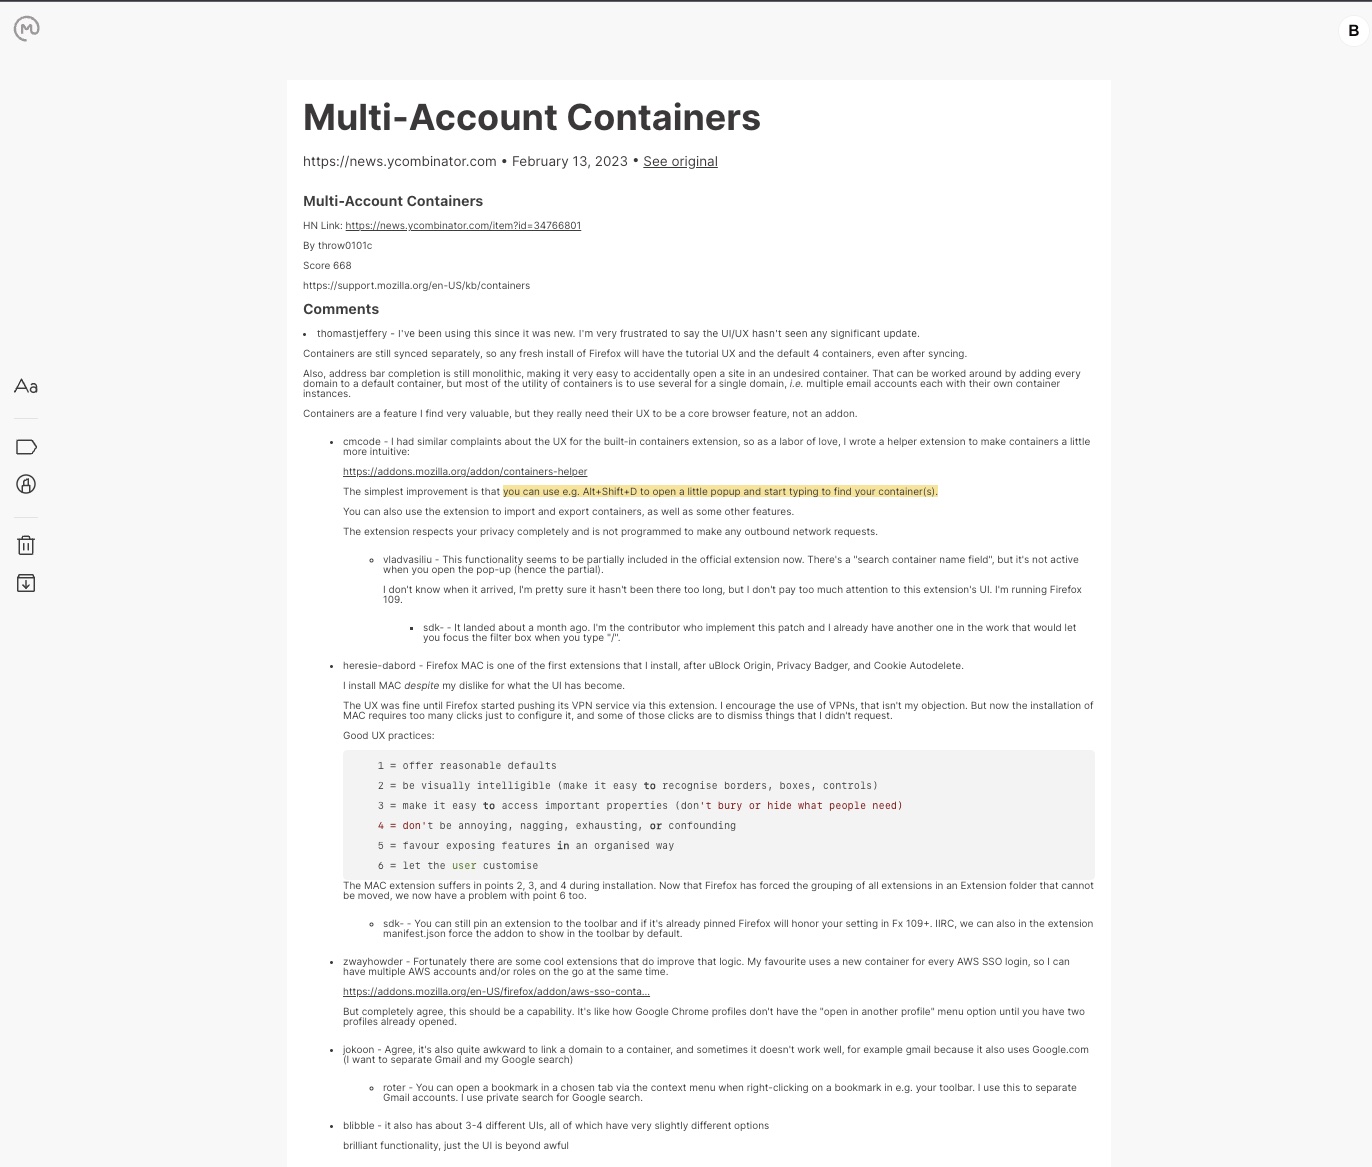 B
Multi-Account Containers
https://news.ycombinator.com • February 13, 2023 • See original
Multi-Account Containers
HN Link: https://news.ycombinator.com/item?id=34766801
By throw0101c
Score 668
https://support.mozilla.org/en-US/kb/containers
Comments
• thomastjeffery - I've been using this since it was new. I'm very frustrated to say the UI/UX hasn't seen any significant update.
Containers are still synced separately, so any fresh install of Firefox will have the tutorial UX and the default 4 containers, even after syncing.
Also, address bar completion is still monolithic, making it very easy to accidentally open a site in an undesired container. That can be worked around by adding every
domain to a default container, but most of the utility of containers is to use several for a single domain, i.e. multiple email accounts each with their own container
instances.
Containers are a feature I find very valuable, but they really need their UX to be a core browser feature, not an addon.
• cmcode - I had similar complaints about the UX for the built-in containers extension, so as a labor of love, I wrote a helper extension to make containers a little
more intuitive:
https://addons.mozilla.org/addon/containers-helper
The simplest improvement is that you can use e.g. Alt+Shift+D to open a little popup and start typing to find your container(s).
You can also use the extension to import and export containers, as well as some other features.
The extension respects your privacy completely and is not programmed to make any outbound network requests.
◦ vladvasiliu - This functionality seems to be partially included in the official extension now. There's a "search container name field", but it's not active
when you open the pop-up (hence the partial).
I don't know when it arrived, I'm pretty sure it hasn't been there too long, but I don't pay too much attention to this extension's UI. I'm running Firefox
109.
▪ sdk- - It landed about a month ago. I'm the contributor who implement this patch and I already have another one in the work that would let
you focus the filter box when you type "/".
Aa
• heresie-dabord - Firefox MAC is one of the first extensions that I install, after uBlock Origin, Privacy Badger, and Cookie Autodelete.
I install MAC despite my dislike for what the UI has become.
The UX was fine until Firefox started pushing its VPN service via this extension. I encourage the use of VPNs, that isn't my objection. But now the installation of
MAC requires too many clicks just to configure it, and some of those clicks are to dismiss things that I didn't request.
Good UX practices:
1 = offer reasonable defaults
2 = be visually intelligible (make it easy to recognise borders, boxes, controls)
3 = make it easy to access important properties (don't bury or hide what people need)
4 = don't be annoying, nagging, exhausting, or confounding
5 = favour exposing features in an organised way
6 = let the user customise
The MAC extension suffers in points 2, 3, and 4 during installation. Now that Firefox has forced the grouping of all extensions in an Extension folder that cannot
be moved, we now have a problem with point 6 too.
◦ sdk- - You can still pin an extension to the toolbar and if it's already pinned Firefox will honor your setting in Fx 109+. IIRC, we can also in the extension
manifest.json force the addon to show in the toolbar by default.
• zwayhowder - Fortunately there are some cool extensions that do improve that logic. My favourite uses a new container for every AWS SSO login, so I can
have multiple AWS accounts and/or roles on the go at the same time.
https://addons.mozilla.org/en-US/firefox/addon/aws-sso-conta...
But completely agree, this should be a capability. It's like how Google Chrome profiles don't have the "open in another profile" menu option until you have two
profiles already opened.
• jokoon - Agree, it's also quite awkward to link a domain to a container, and sometimes it doesn't work well, for example gmail because it also uses Google.com
(I want to separate Gmail and my Google search)
◦ roter - You can open a bookmark in a chosen tab via the context menu when right-clicking on a bookmark in e.g. your toolbar. I use this to separate
Gmail accounts. I use private search for Google search.
• blibble - it also has about 3-4 different UIs, all of which have very slightly different options
brilliant functionality, just the UI is beyond awful